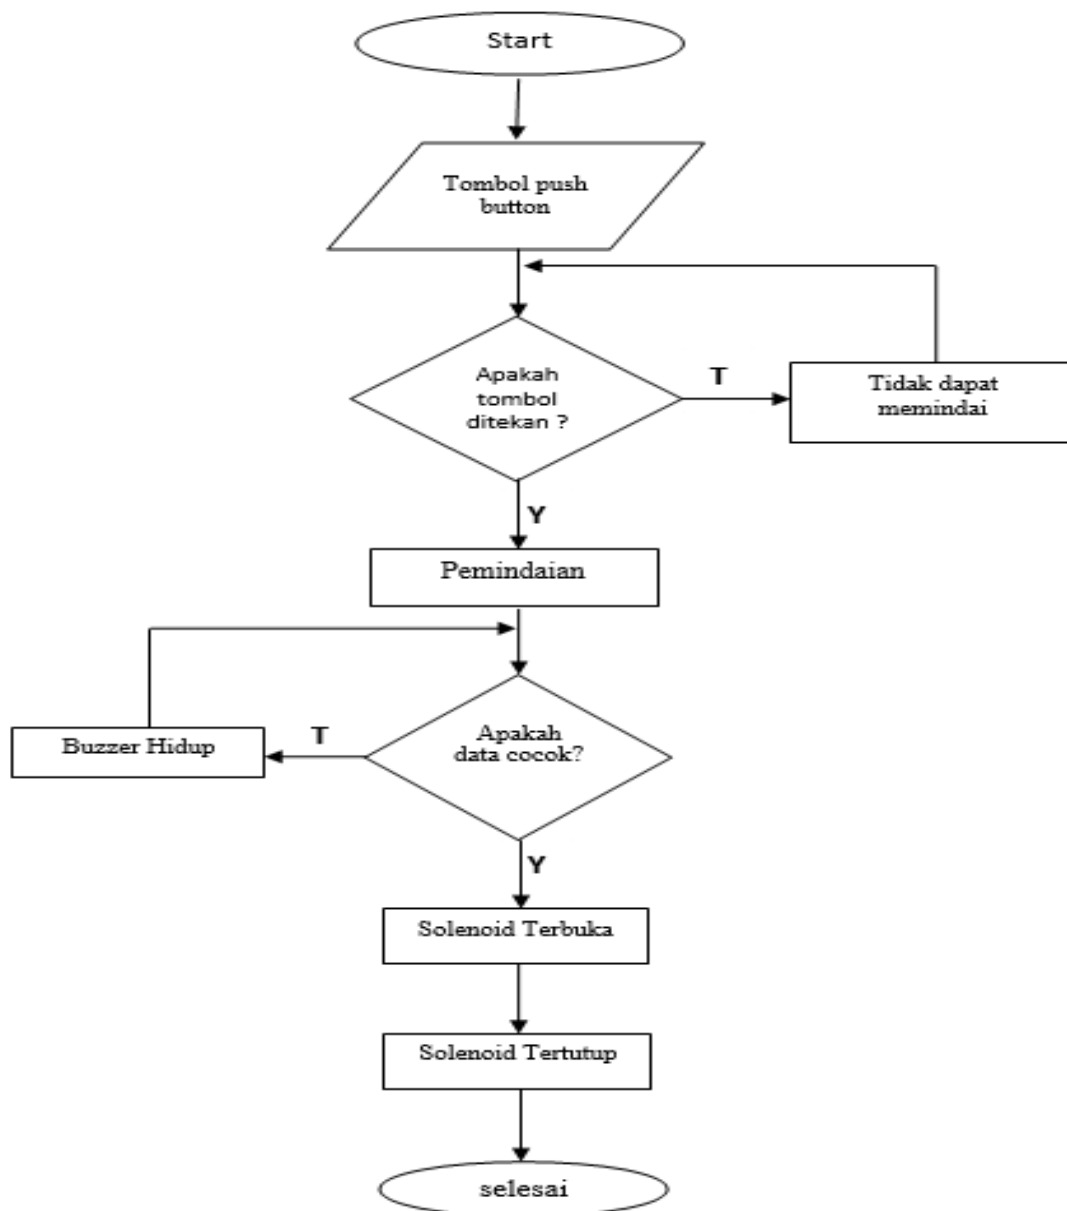 Start
Tombol push
button
Apakah
tombol
ditekan ?
T
Tidak dapat
memindai
Y
Pemindaian
Apakah
data cocok?
T
Buzzer Hidup
Y
Solenoid Terbuka
Solenoid Tertutup
selesai